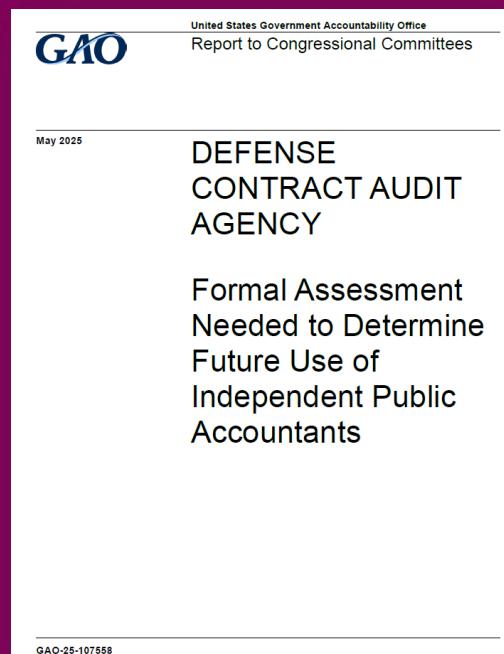 United States Government Accountability Office
GAO
Report to Congressional Committees
May 2025
DEFENSE
CONTRACT AUDIT
AGENCY
Formal Assessment
Needed to Determine
Future Use of
Independent Public
Accountants
GAO-25-107558